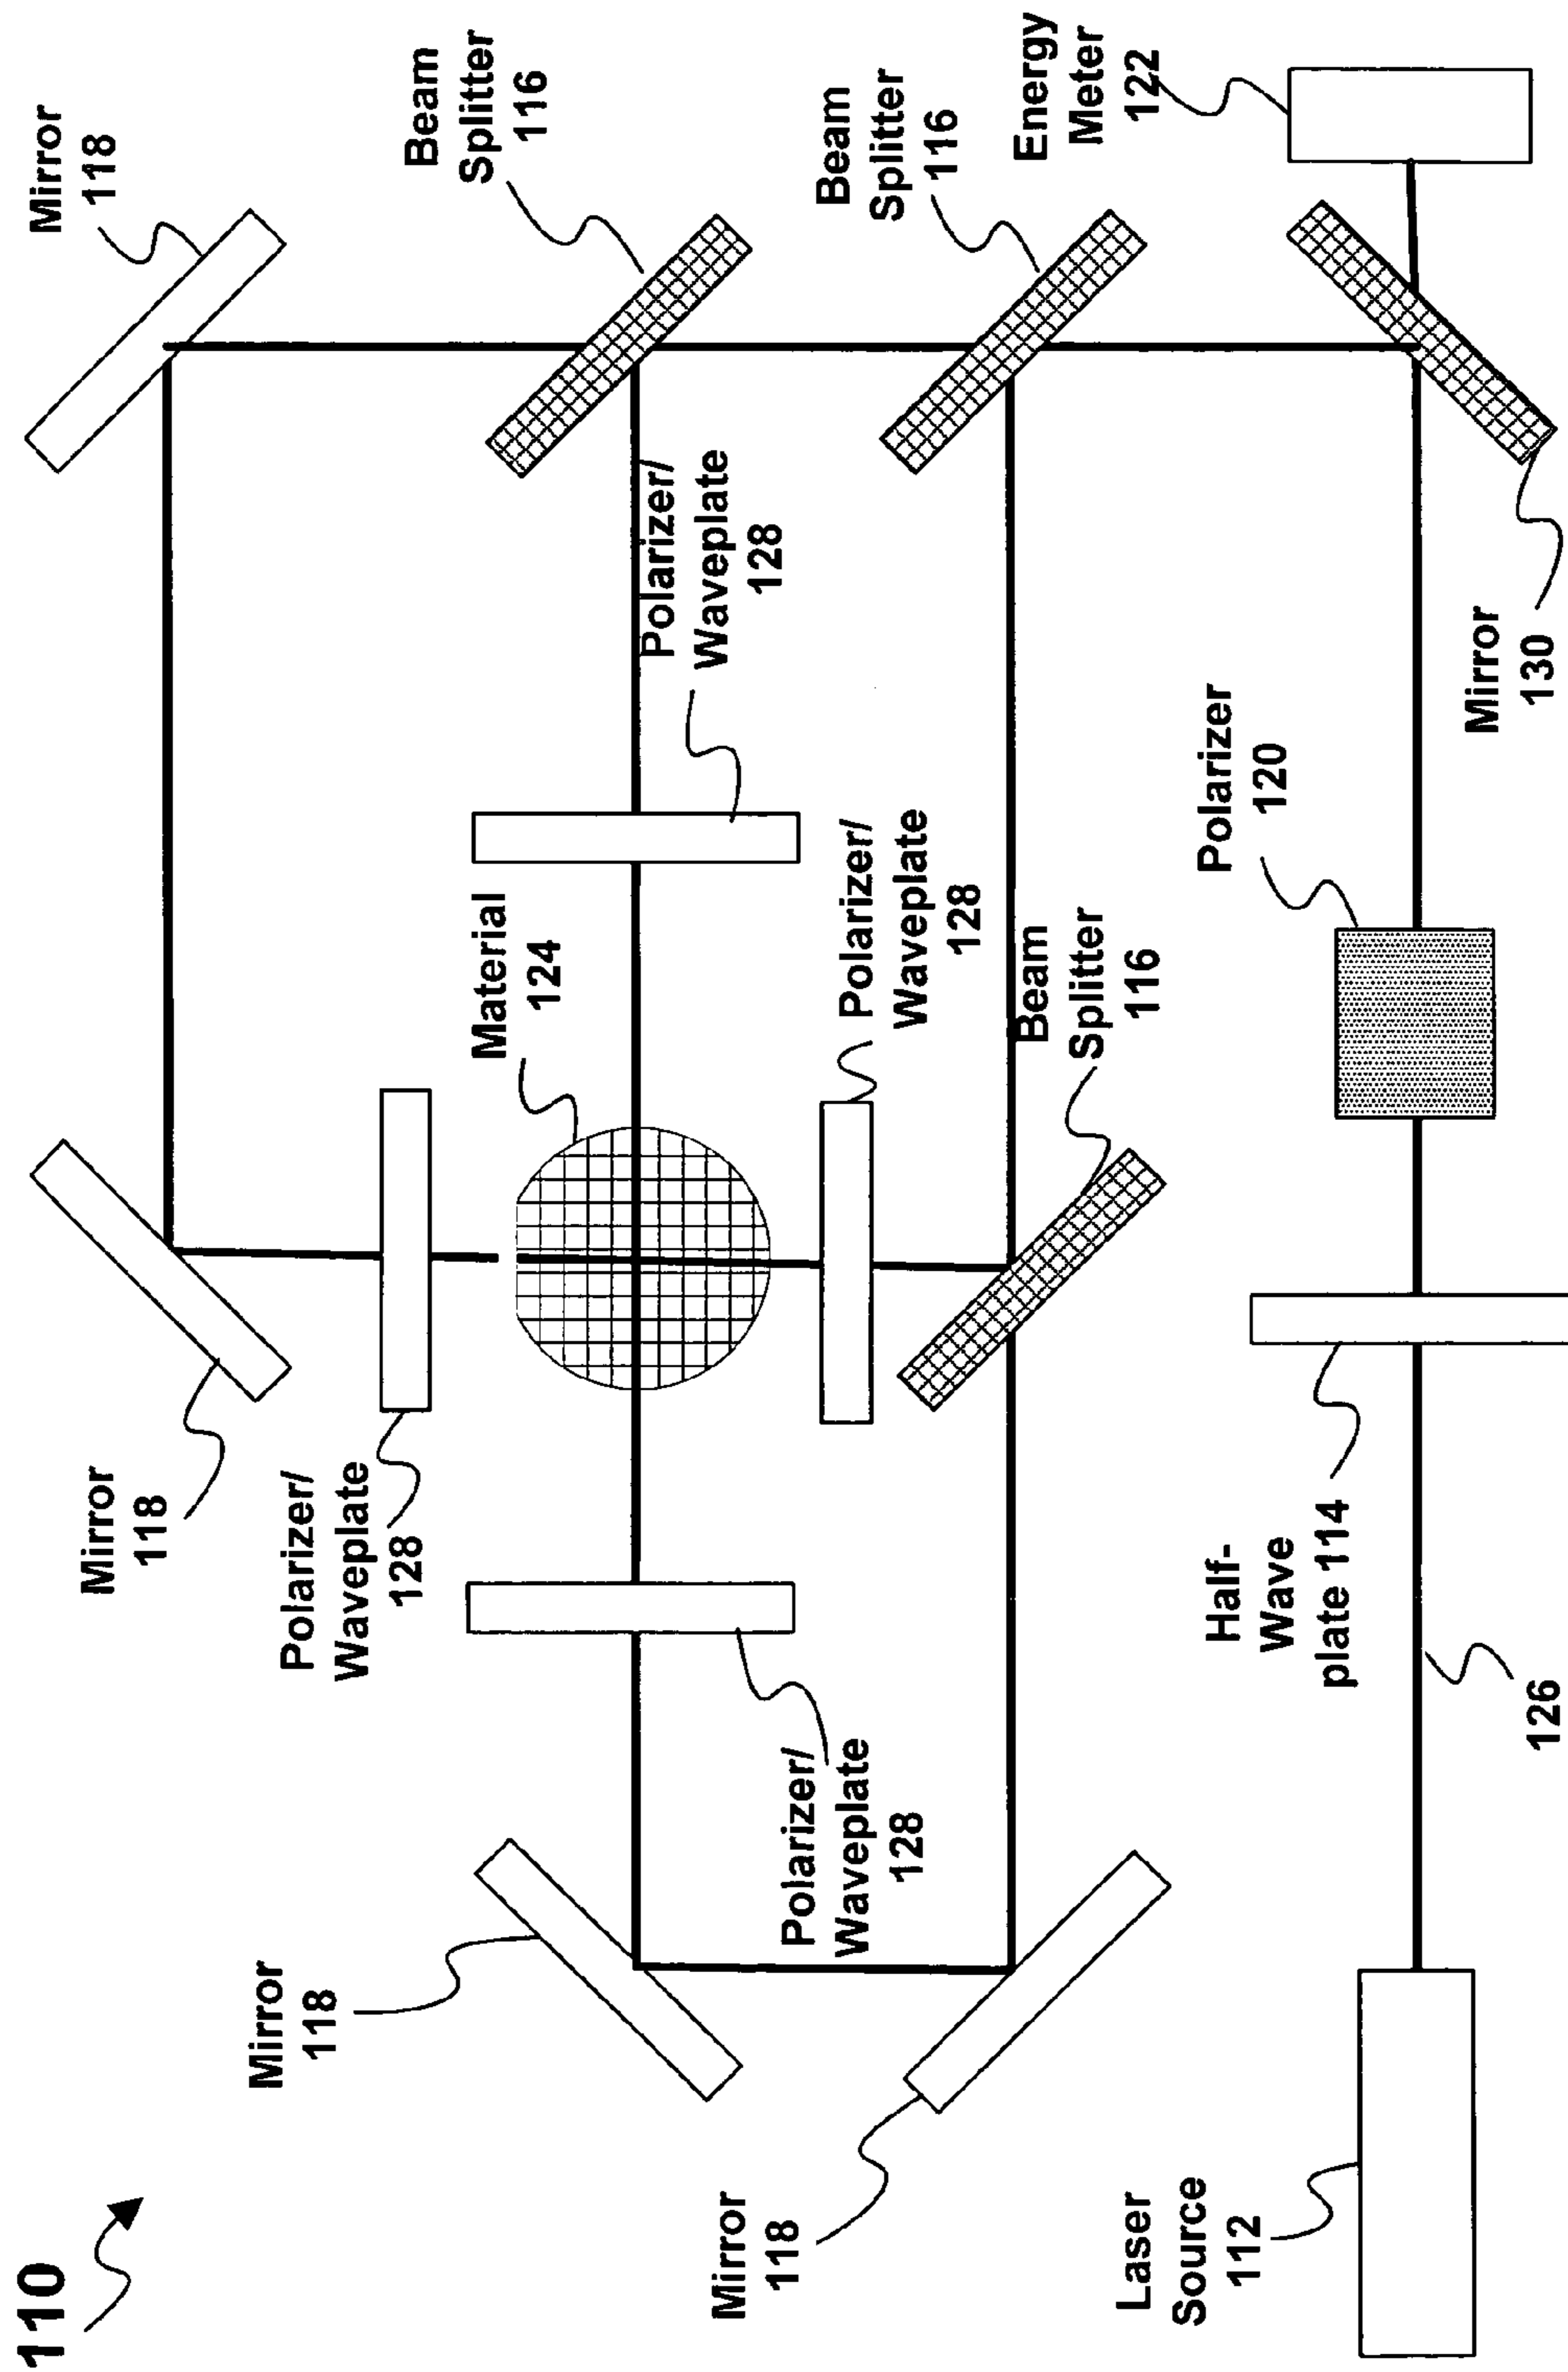 110
Mirror
118
Mirror
118
Mirror
118
Polarizer/
Waveplate
128
Beam
Splitter
116
Material
124
Polarizer/
Waveplate
128
Mirror
118
Polarizer/
Waveplate
128
Polarizer/
Waveplate
128
Beam
Splitter
116
Beam
Splitter
116
Energy
Meter
122
Laser
Source
112
Half-
Wave
plate 114
Polarizer
120
Mirror
130
126